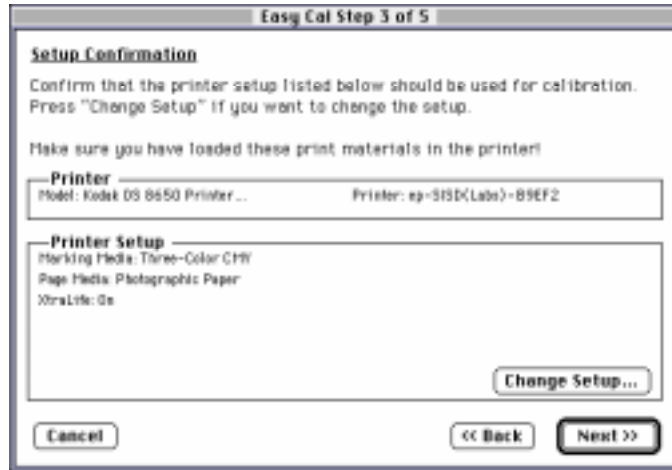 Easy Cal Step 3 of 5
Setup Confirmation
Confirm that the printer setup listed below should be used for calibration.
Press "Change Setup" if you want to change the setup.
Make sure you have loaded these print materials in the printer!
Printer
Model: Kodak DS 8650 Printer... Printer: ep-SISD(Labs)-B9EF2
Printer Setup
Marking Media: Three-Color CMY
Page Media: Photographic Paper
XtraLife: On
Change Setup...
Cancel << Back Next >>